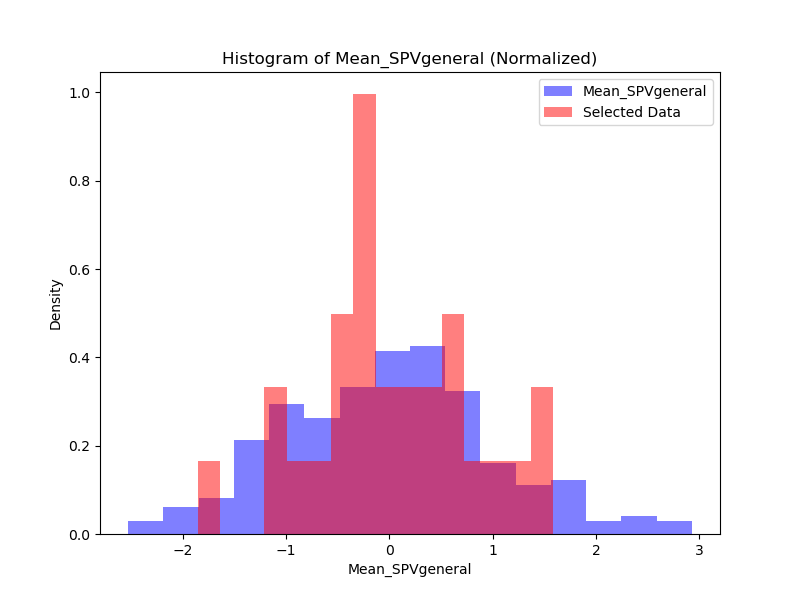 Histogram of Mean_SPVgeneral (Normalized)
Mean_SPVgeneral
Selected Data
1.0
0.8
0.6
0.4
0.2
0.0
Density
−2
−1
0
1
2
3
Mean_SPVgeneral